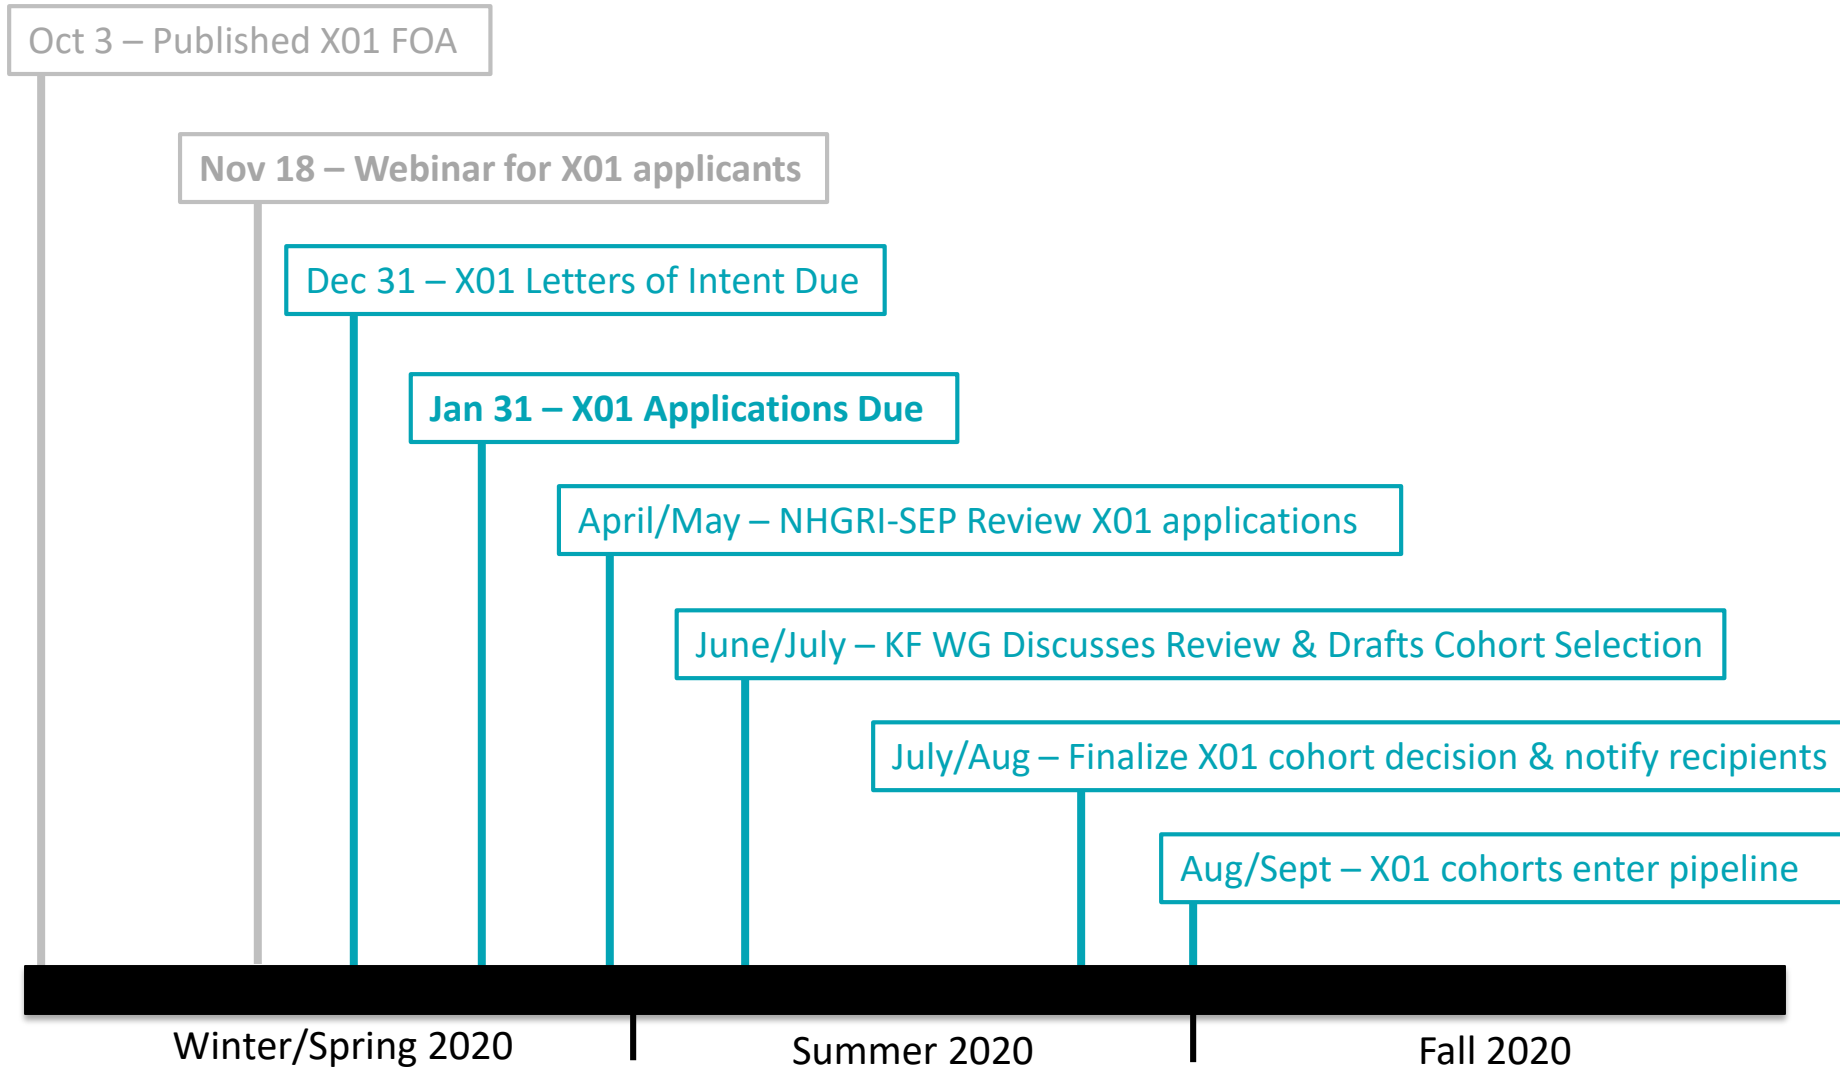 Oct 3 – Published X01 FOA
Nov 18 – Webinar for X01 applicants
Dec 31 – X01 Letters of Intent Due
Jan 31 – X01 Applications Due
April/May – NHGRI-SEP Review X01 applications
June/July – KF WG Discusses Review & Drafts Cohort Selection
July/Aug – Finalize X01 cohort decision & notify recipients
Aug/Sept – X01 cohorts enter pipeline
Winter/Spring 2020
Summer 2020
Fall 2020